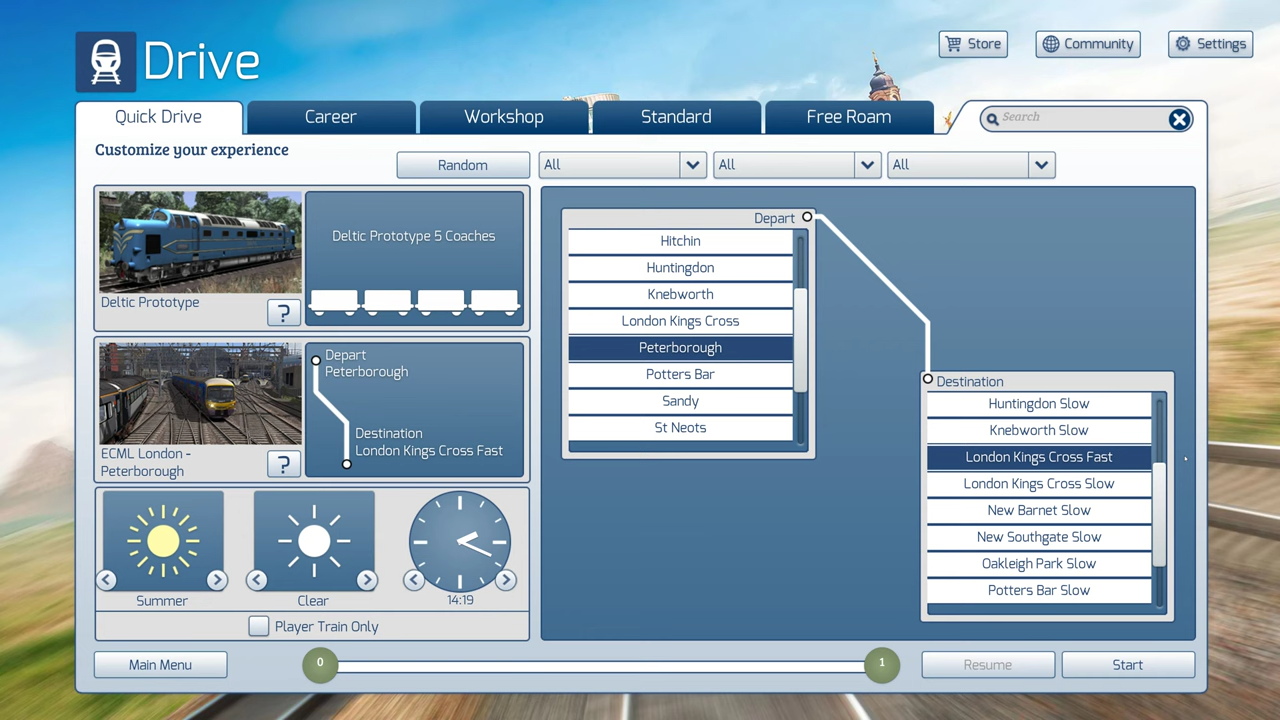 Drive
Store
Community
Settings
Quick Drive
Career
Workshop
Standard
Free Roam
Search
Customize your experience
Random
All
All
All
Deltic Prototype
?
Deltic Prototype 5 Coaches
ECML London -
Peterborough
?
Depart
Peterborough
Destination
London Kings Cross Fast
Summer
Clear
14:19
Player Train Only
Depart
Hitchin
Huntingdon
Knebworth
London Kings Cross
Peterborough
Potters Bar
Sandy
St Neots
Destination
Huntingdon Slow
Knebworth Slow
London Kings Cross Fast
London Kings Cross Slow
New Barnet Slow
New Southgate Slow
Oakleigh Park Slow
Potters Bar Slow
Main Menu
0
1
Resume
Start